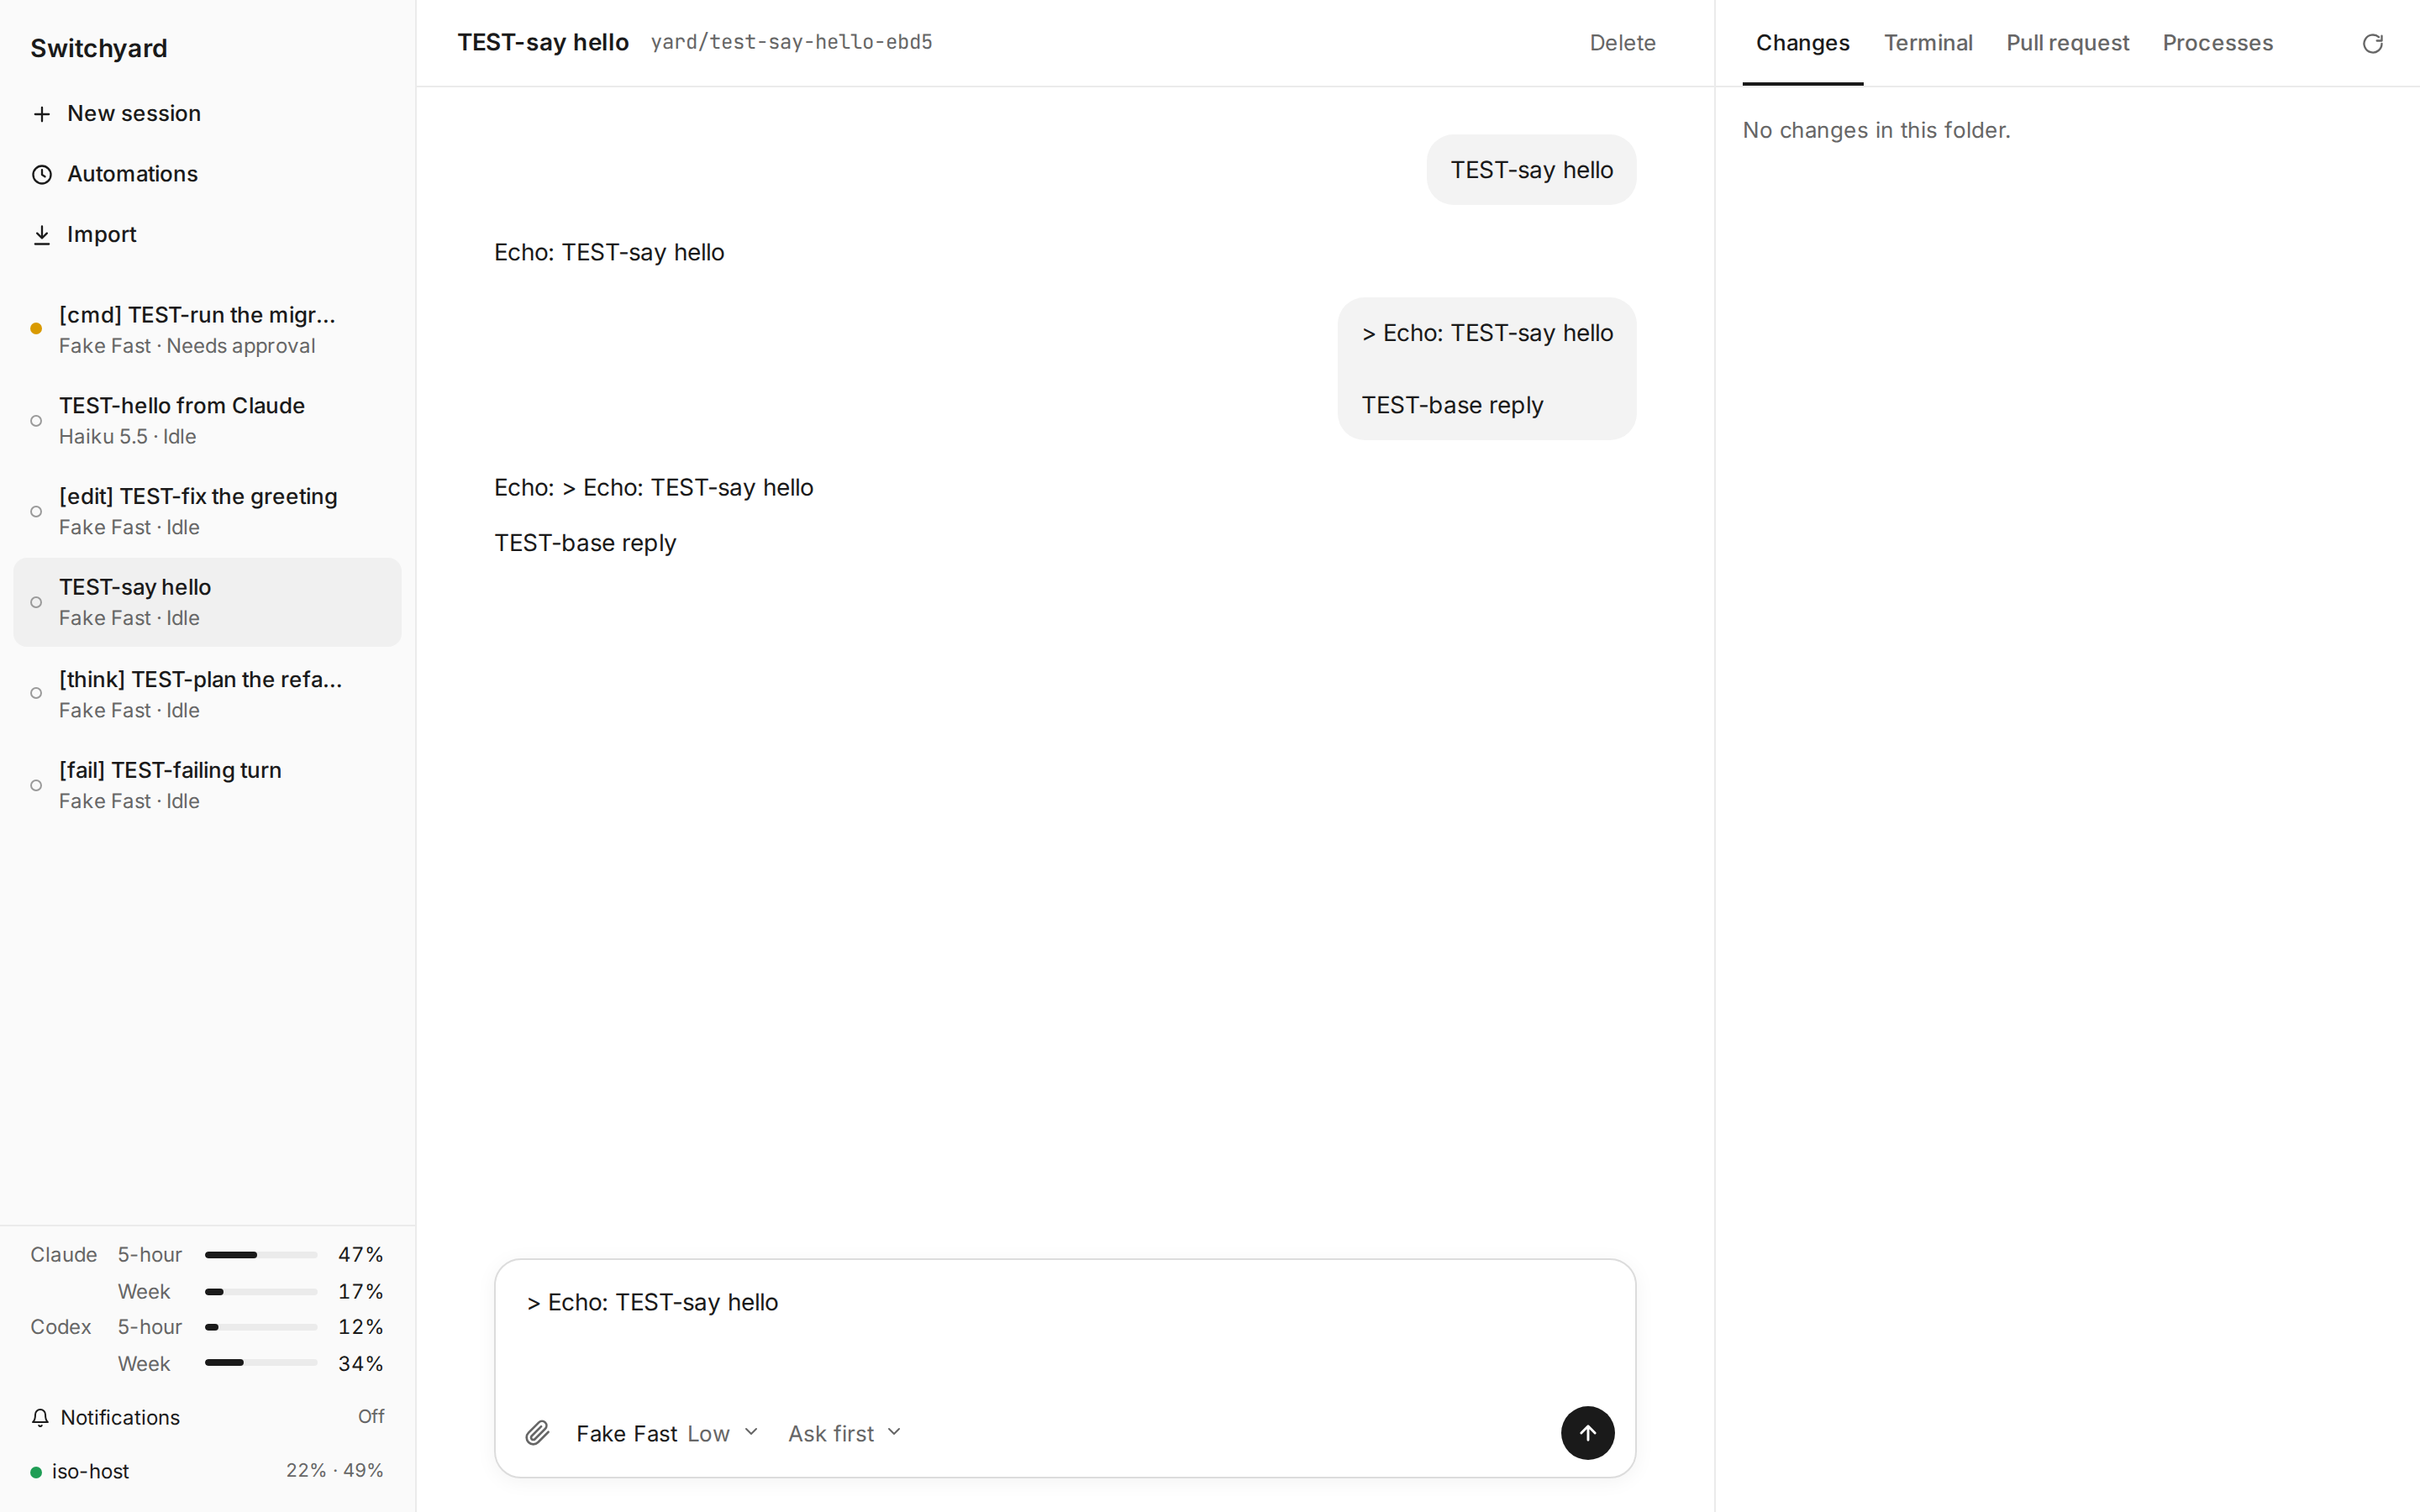 Switchyard
New session
Automations
Import
[cmd] TEST-run the migr...
Fake Fast · Needs approval
TEST-hello from Claude
Haiku 5.5 · Idle
[edit] TEST-fix the greeting
Fake Fast · Idle
TEST-say hello
Fake Fast · Idle
[think] TEST-plan the refa...
Fake Fast · Idle
[fail] TEST-failing turn
Fake Fast · Idle
Claude 5-hour 47%
Week 17%
Codex 5-hour 12%
Week 34%
Notifications Off
iso-host 22% · 49%
TEST-say hello yard/test-say-hello-ebd5 Delete
TEST-say hello
Echo: TEST-say hello
> Echo: TEST-say hello
TEST-base reply
Echo: > Echo: TEST-say hello
TEST-base reply
> Echo: TEST-say hello
Fake Fast Low Ask first
Changes Terminal Pull request Processes
No changes in this folder.